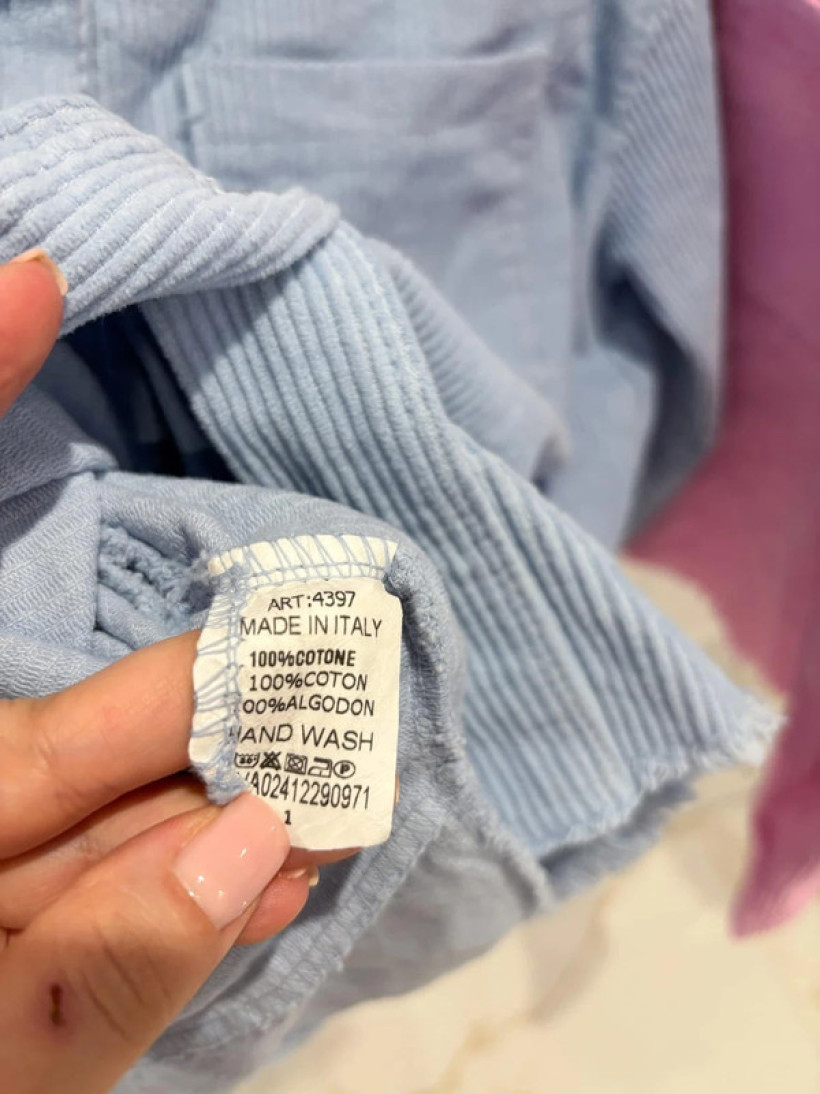 ART:4397
MADE IN ITALY
100%COTONE
100%COTON
00%ALGODON
HAND WASH
A02412290971
1